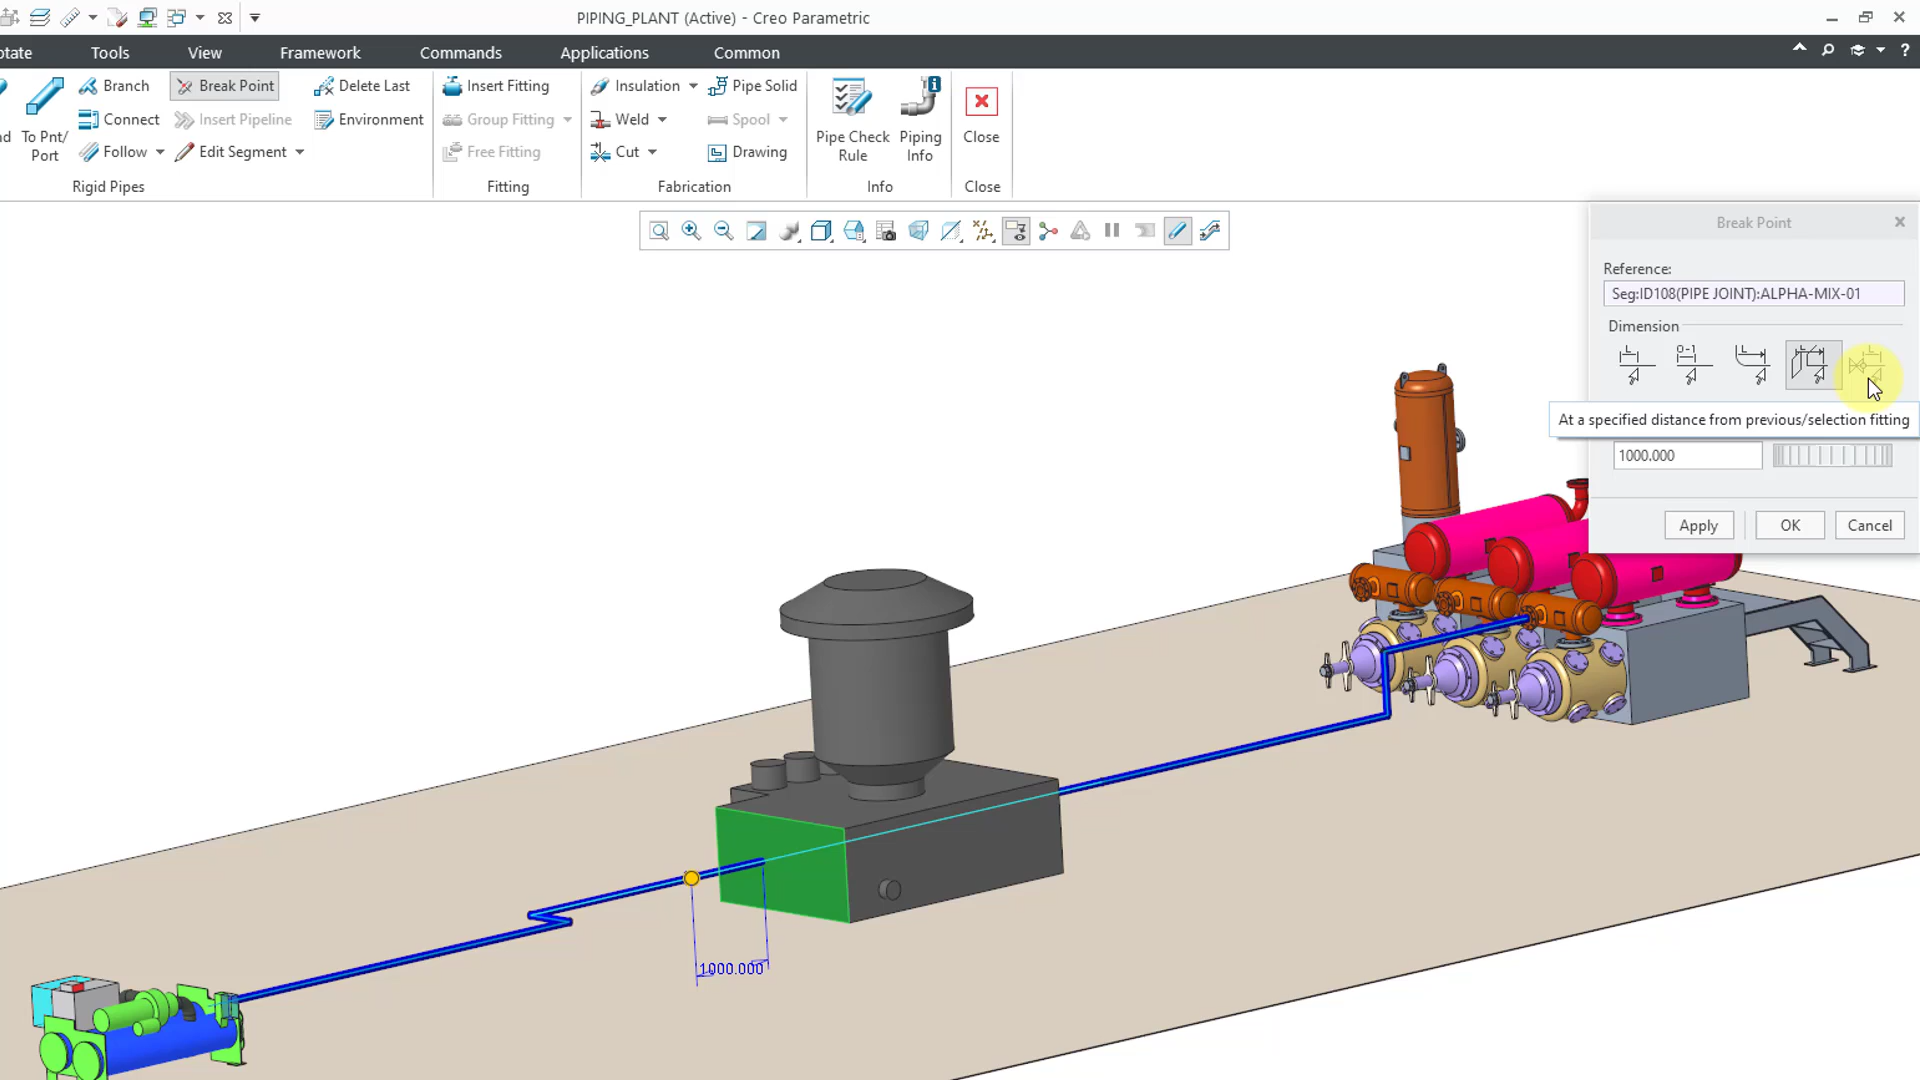 PIPING_PLANT (Active) - Creo Parametric
otate Tools View Framework Commands Applications Common
Branch Break Point Delete Last Insert Fitting Insulation Pipe Solid
nd To Pnt/ Port Connect Insert Pipeline Environment Group Fitting Weld Spool Pipe Check Rule Piping Info Close
Follow Edit Segment Free Fitting Cut Drawing
Rigid Pipes Fitting Fabrication Info Close
Break Point
Reference:
Seg:ID108(PIPE JOINT):ALPHA-MIX-01
Dimension
L 0-1 L L L
At a specified distance from previous/selection fitting
1000.000
Apply OK Cancel
1000.000